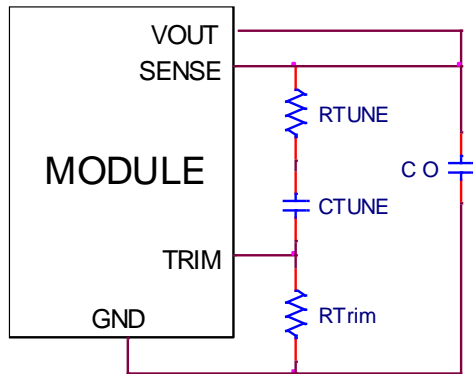 VOUT
SENSE
RTUNE
MODULE
C O
CTUNE
TRIM
RTrim
GND